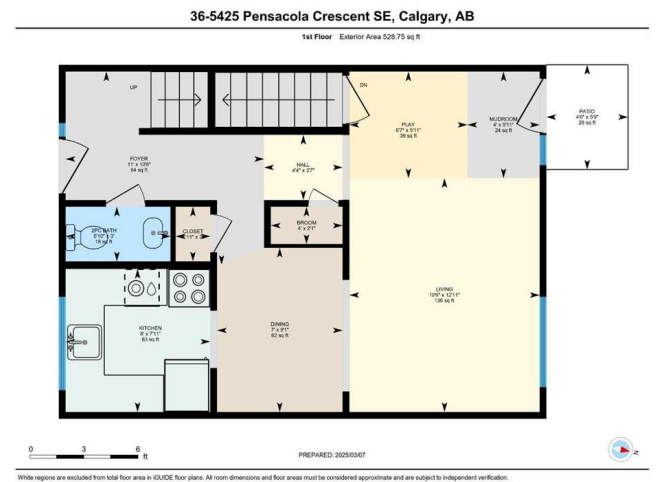 36-5425 Pensacola Crescent SE, Calgary, AB
1st Floor Exterior Area 528.75 sq ft
UP
DN
PLAY
6'7" x 5'11"
39 sq ft
MUDROOM
4' x 5'11"
24 sq ft
PATIO
4'6" x 5'9"
26 sq ft
FOYER
11' x 10'6"
64 sq ft
HALL
4'4" x 3'7"
2PC BATH
5'10" x 3'
18 sq ft
CLOSET
BROOM
4' x 2'1"
LIVING
10'6" x 12'11"
136 sq ft
KITCHEN
8' x 7'11"
63 sq ft
DINING
7' x 9'1"
62 sq ft
0 3 6
ft
PREPARED: 2025/03/07
N
White regions are excluded from total floor area in iGUIDE floor plans. All room dimensions and floor areas must be considered approximate and are subject to independent verification.